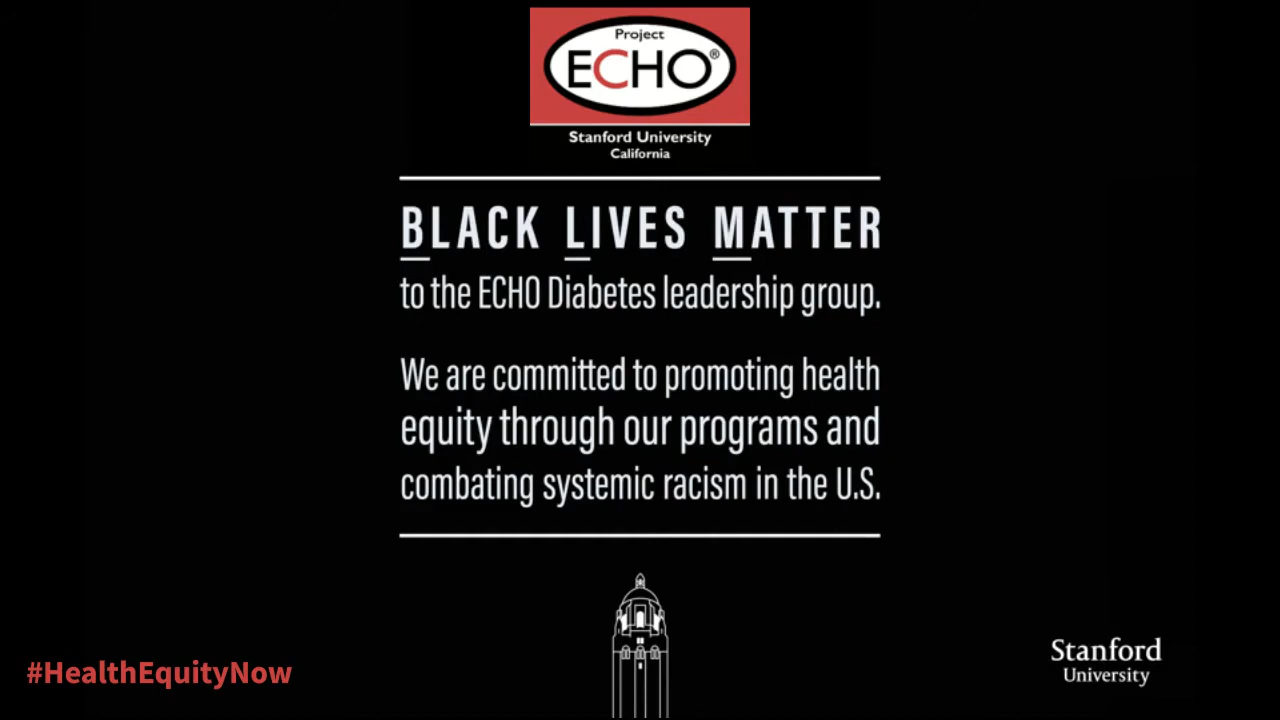 Project
ECHO®
Stanford University
California
BLACK LIVES MATTER
to the ECHO Diabetes leadership group.
We are committed to promoting health
equity through our programs and
combating systemic racism in the U.S.
#HealthEquityNow
Stanford
University